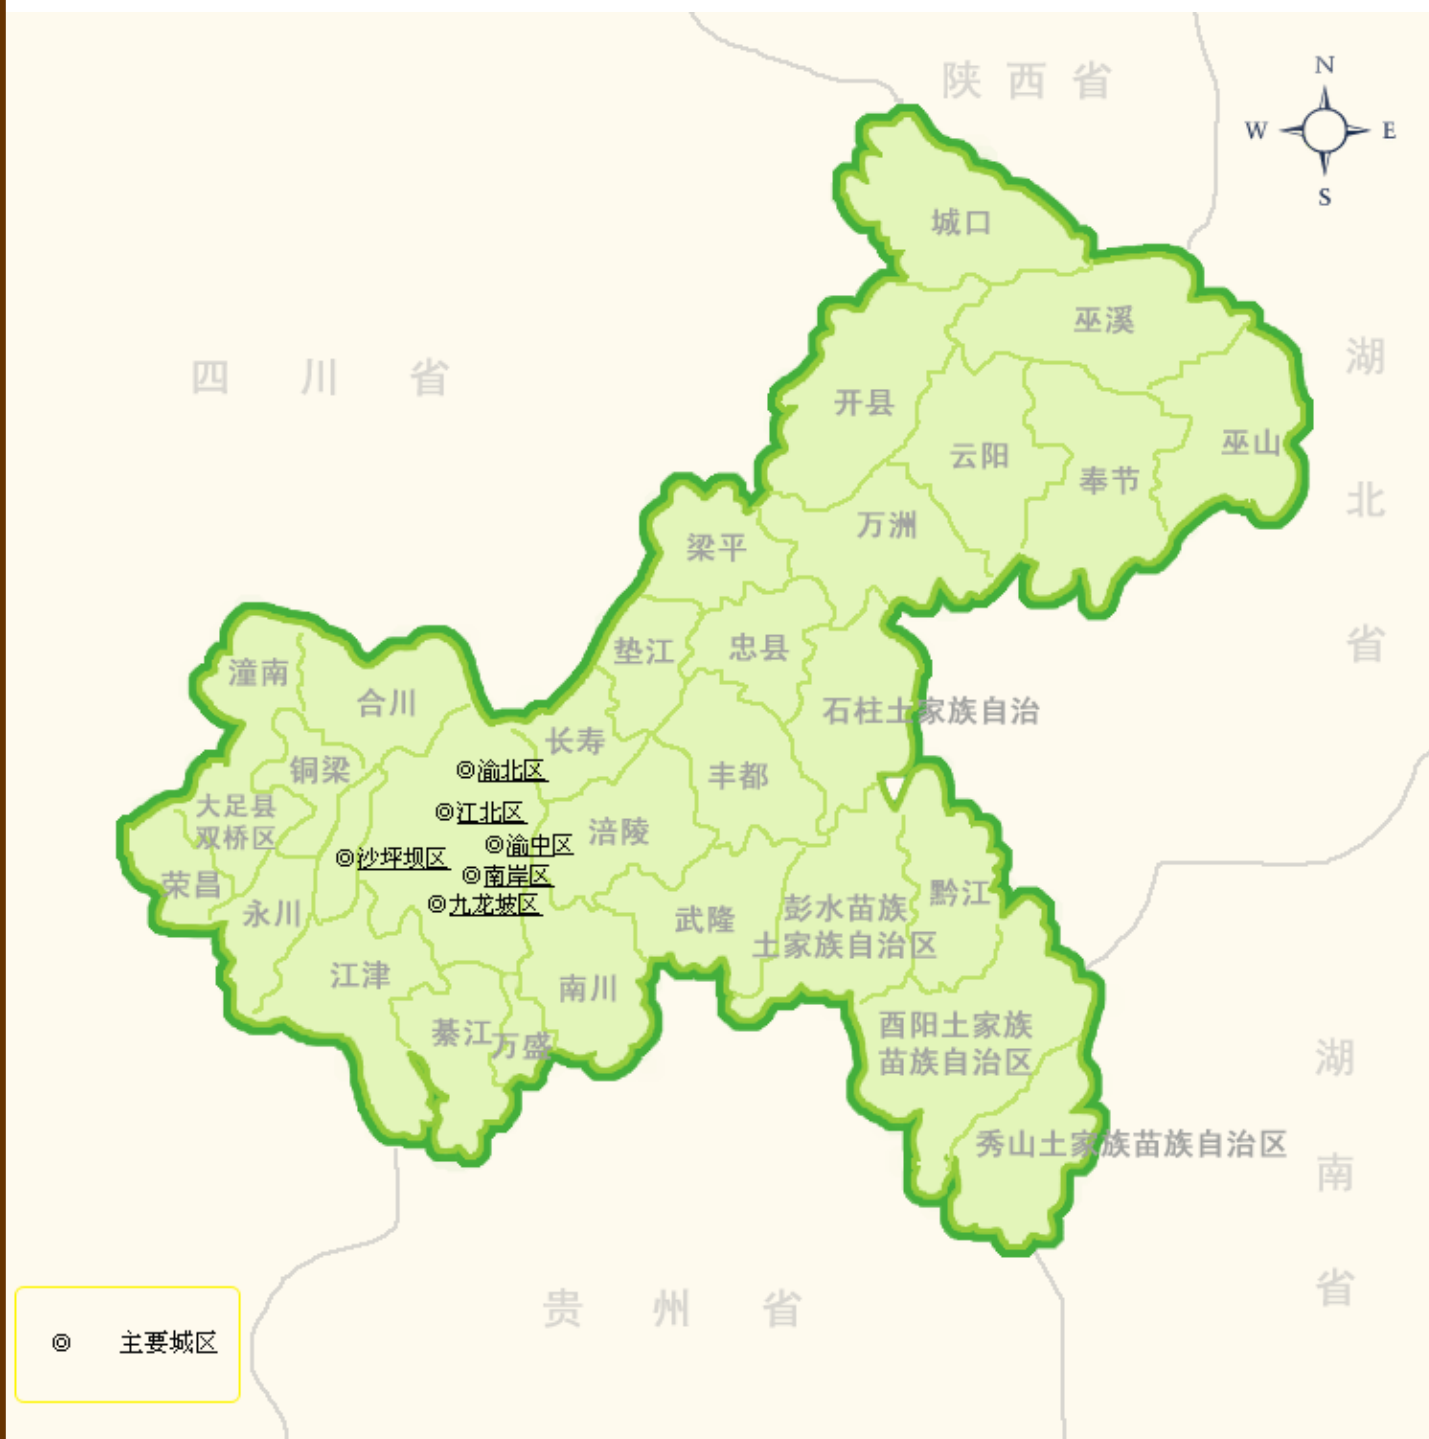 陕西省
N
W E
S
城口
巫溪
湖北省
四川省
开县
巫山
云阳
奉节
万洲
梁平
垫江
忠县
潼南
合川
石柱土家族自治
长寿
渝北区
铜梁
丰都
大足县
双桥区
江北区
涪陵
渝中区
沙坪坝区
南岸区
荣昌
九龙坡区
永川
黔江
彭水苗族
土家族自治区
武隆
江津
南川
綦江
万盛
酉阳土家族
苗族自治区
湖南省
秀山土家族苗族自治区
贵州省
主要城区